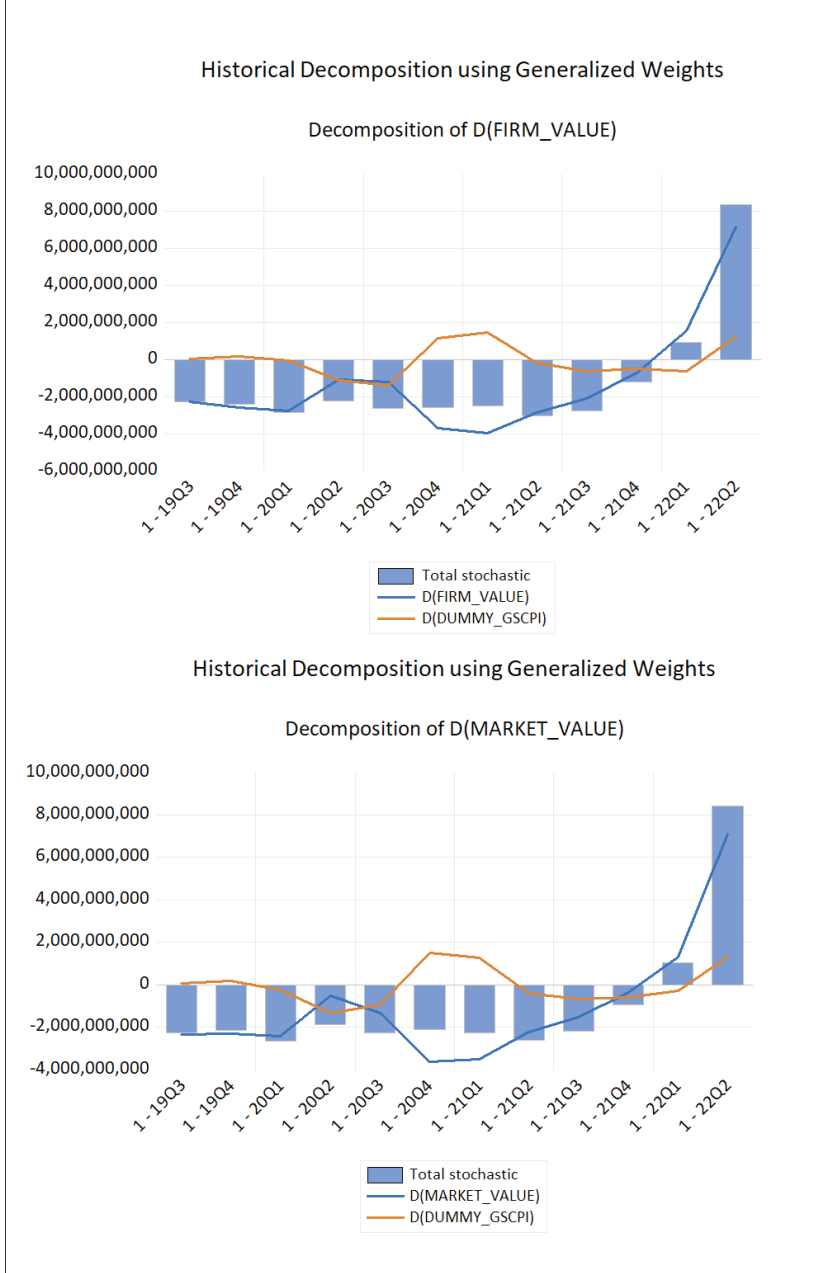 Historical Decomposition using Generalized Weights
Decomposition of D(FIRM_VALUE)
10,000,000,000
8,000,000,000
6,000,000,000
4,000,000,000
2,000,000,000
0
-2,000,000,000
-4,000,000,000
-6,000,000,000
1 - 19Q3
1 - 19Q4
1 - 20Q1
1 - 20Q2
1 - 20Q3
1 - 20Q4
1 - 21Q1
1 - 21Q2
1 - 21Q3
1 - 21Q4
1 - 22Q1
1 - 22Q2
Total stochastic
D(FIRM_VALUE)
D(DUMMY_GSCPI)
Historical Decomposition using Generalized Weights
Decomposition of D(MARKET_VALUE)
10,000,000,000
8,000,000,000
6,000,000,000
4,000,000,000
2,000,000,000
0
-2,000,000,000
-4,000,000,000
1 - 19Q3
1 - 19Q4
1 - 20Q1
1 - 20Q2
1 - 20Q3
1 - 20Q4
1 - 21Q1
1 - 21Q2
1 - 21Q3
1 - 21Q4
1 - 22Q1
1 - 22Q2
Total stochastic
D(MARKET_VALUE)
D(DUMMY_GSCPI)